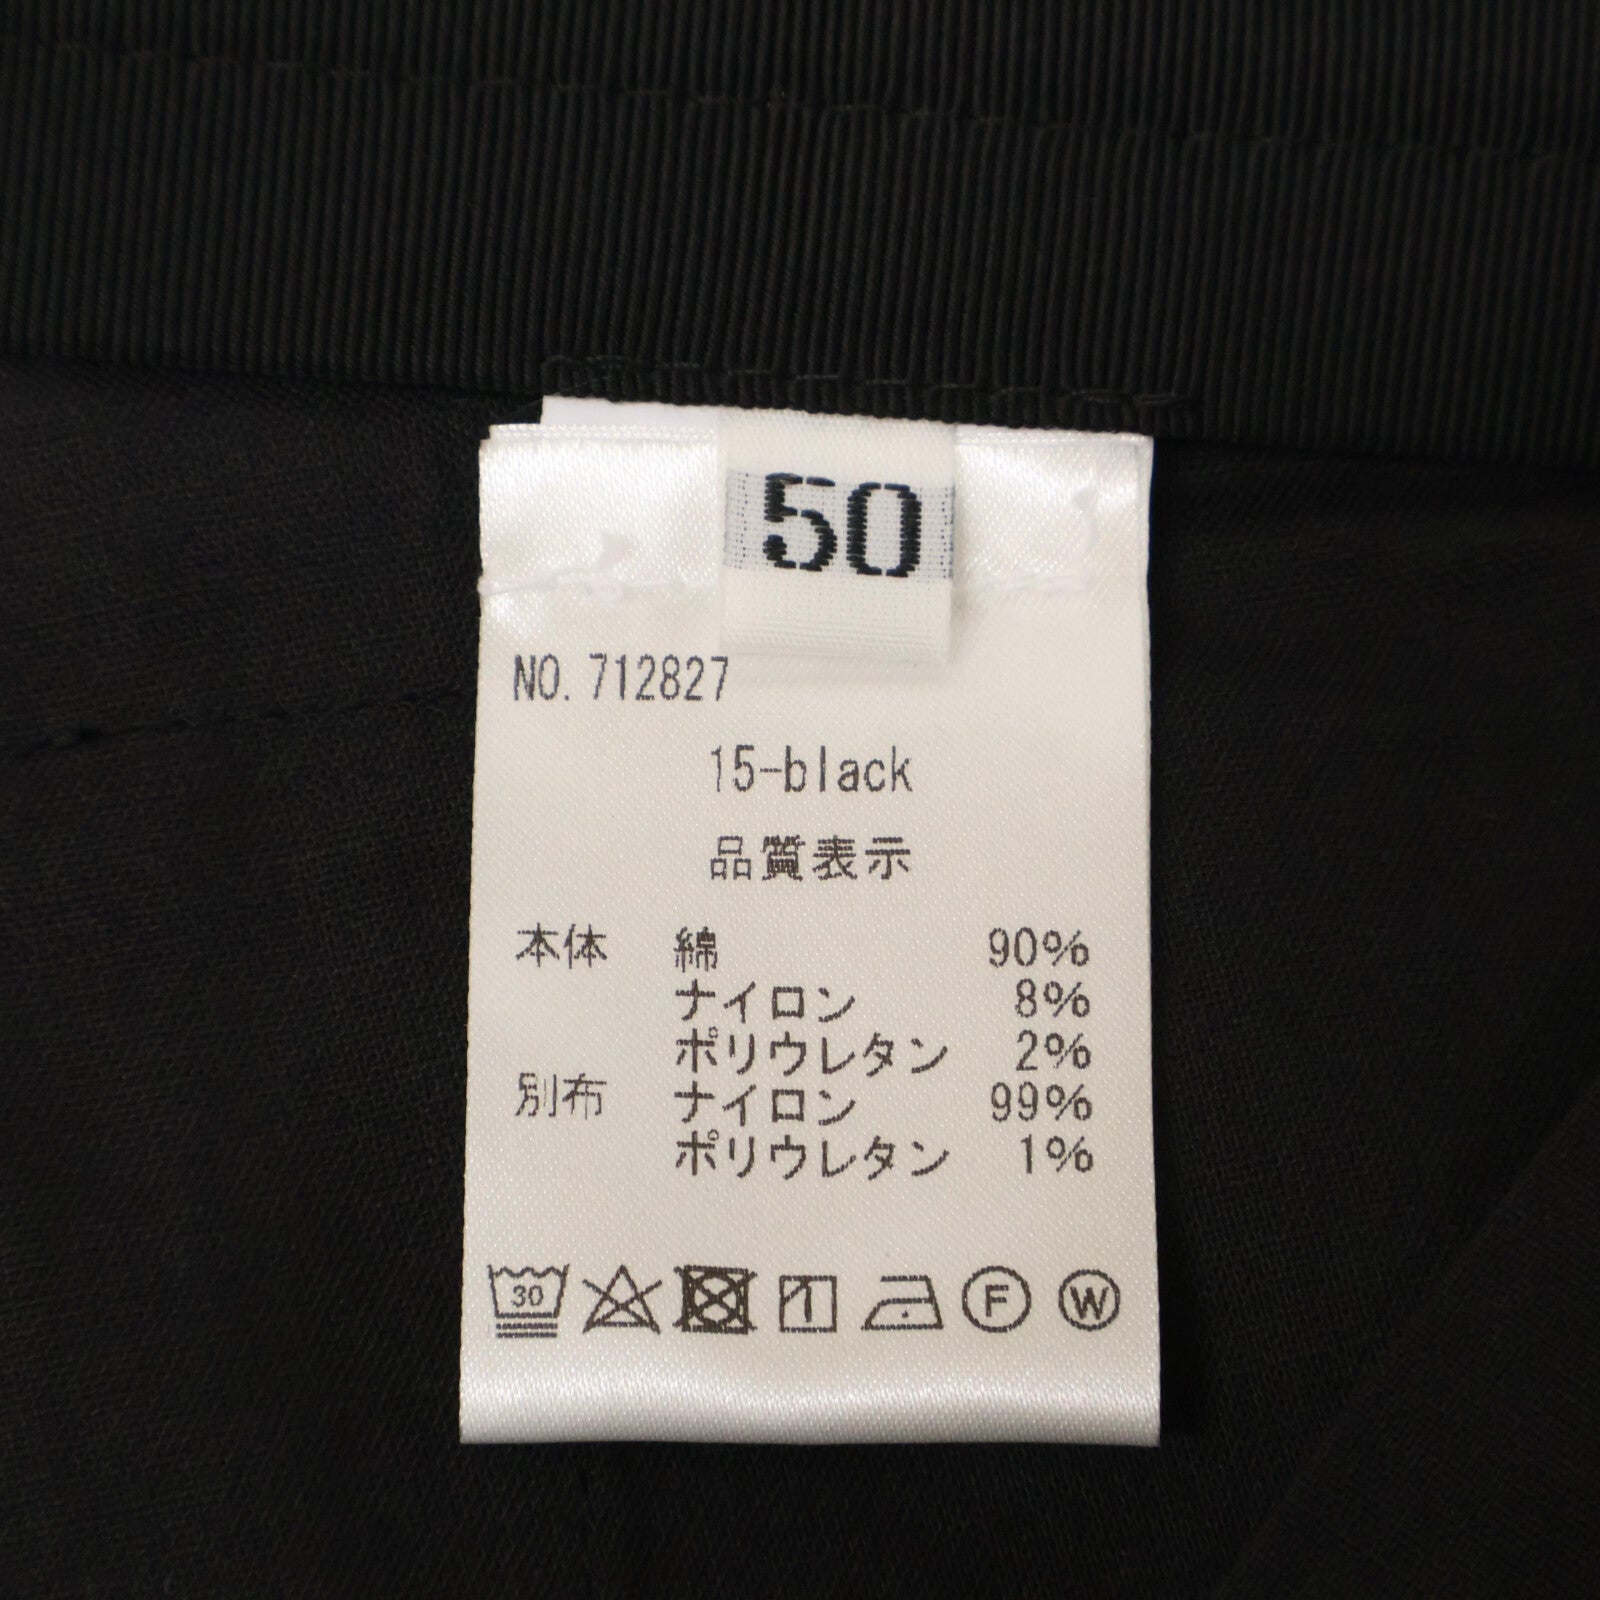 50
NO. 712827
15-black
品質表示
本体 綿 90%
ナイロン 8%
ポリウレタン 2%
別布 ナイロン 99%
ポリウレタン 1%
30 F W